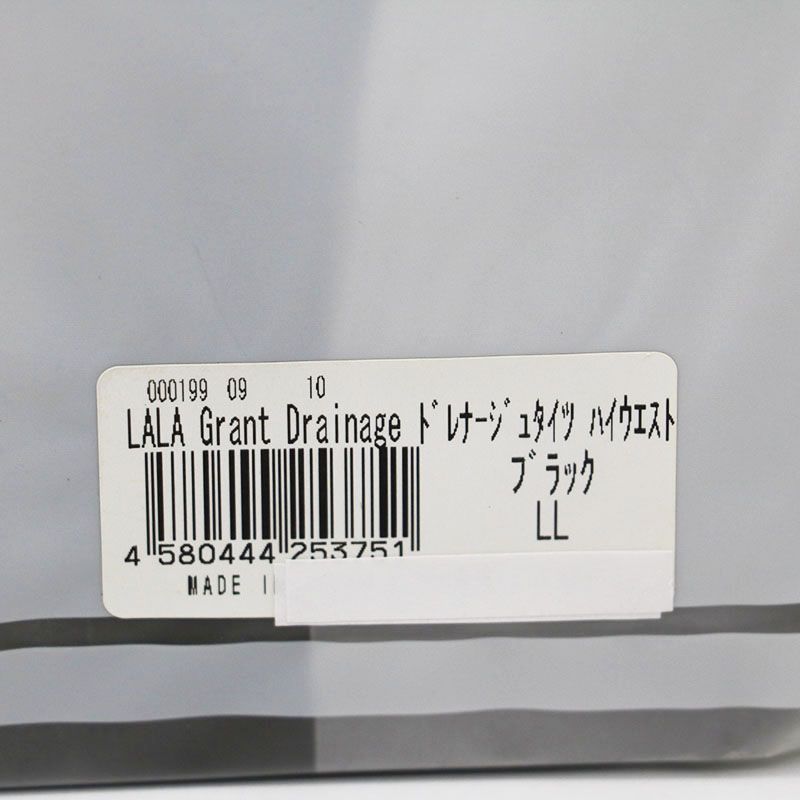 000199 09 10
LALA Grant Drainage ﾄﾞﾚﾅｰｼﾞｭﾀｲﾂ ﾊｲｳｴｽﾄ
ﾌﾞﾗｯｸ
LL
4 580444 253751
MADE I